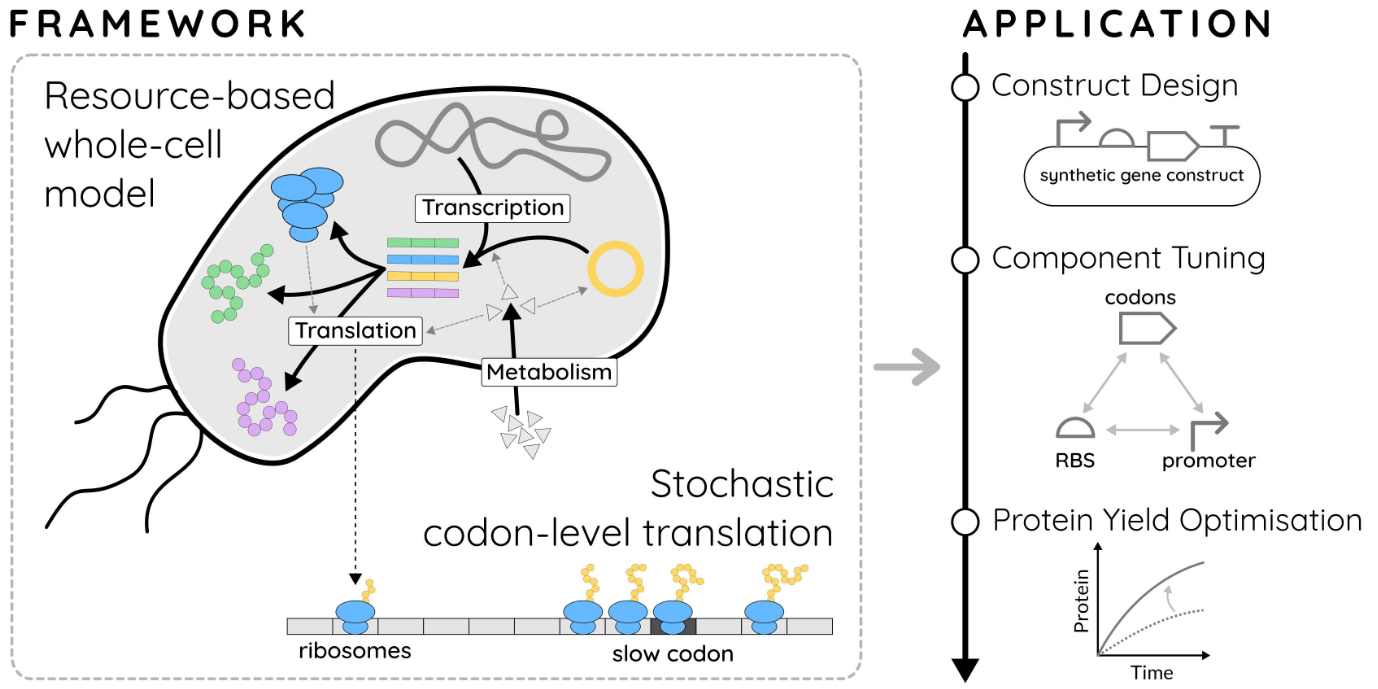 FRAMEWORK
Resource-based
whole-cell
model
Transcription
Translation
Metabolism
Stochastic
codon-level translation
ribosomes
slow codon
APPLICATION
Construct Design
synthetic gene construct
Component Tuning
codons
RBS
promoter
Protein Yield Optimisation
Protein
Time